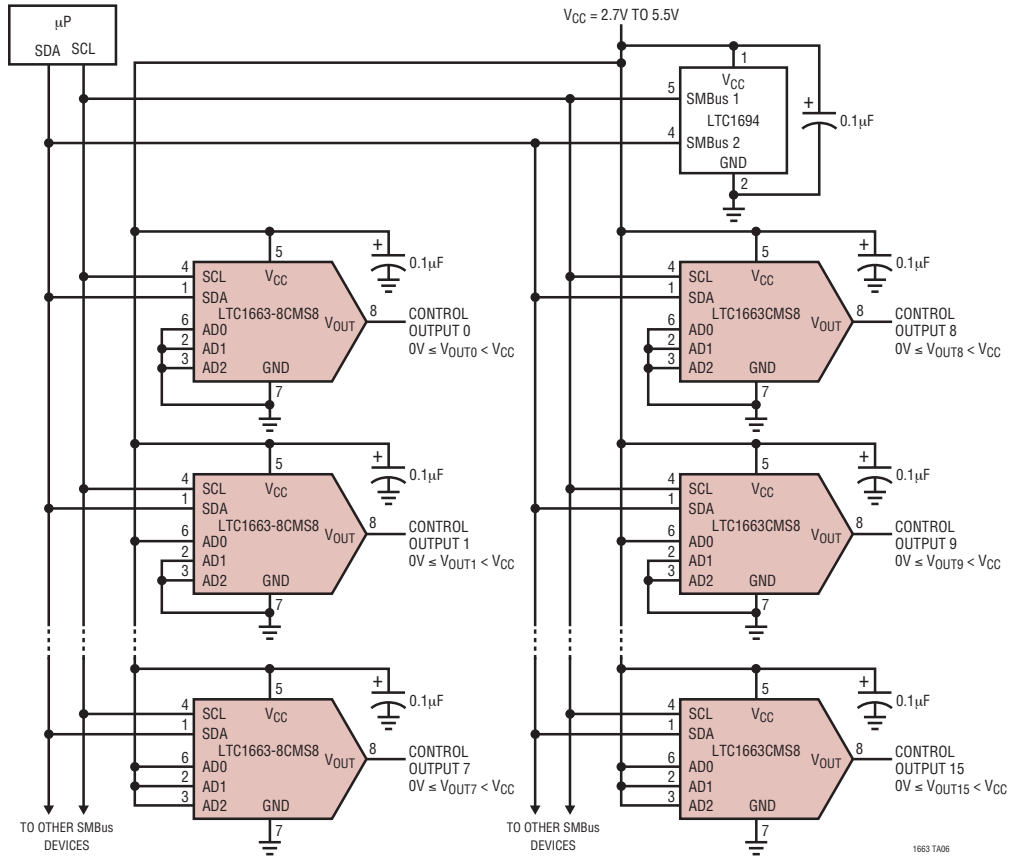 μP
SDA SCL
VCC = 2.7V TO 5.5V
1
VCC
5
SMBus 1
LTC1694
4
SMBus 2
GND
2
+
0.1μF
5
+
0.1μF
4
SCL
VCC
1
SDA
LTC1663-8CMS8
VOUT
8
6
AD0
2
AD1
3
AD2
GND
7
CONTROL
OUTPUT 0
0V ≤ VOUT0 < VCC
5
+
0.1μF
4
SCL
VCC
1
SDA
LTC1663CMS8
VOUT
8
6
AD0
2
AD1
3
AD2
GND
7
CONTROL
OUTPUT 8
0V ≤ VOUT8 < VCC
5
+
0.1μF
4
SCL
VCC
1
SDA
LTC1663-8CMS8
VOUT
8
6
AD0
2
AD1
3
AD2
GND
7
CONTROL
OUTPUT 1
0V ≤ VOUT1 < VCC
5
+
0.1μF
4
SCL
VCC
1
SDA
LTC1663CMS8
VOUT
8
6
AD0
2
AD1
3
AD2
GND
7
CONTROL
OUTPUT 9
0V ≤ VOUT9 < VCC
5
+
0.1μF
4
SCL
VCC
1
SDA
LTC1663-8CMS8
VOUT
8
6
AD0
2
AD1
3
AD2
GND
7
CONTROL
OUTPUT 7
0V ≤ VOUT7 < VCC
5
+
0.1μF
4
SCL
VCC
1
SDA
LTC1663CMS8
VOUT
8
6
AD0
2
AD1
3
AD2
GND
7
CONTROL
OUTPUT 15
0V ≤ VOUT15 < VCC
TO OTHER SMBus
DEVICES
TO OTHER SMBus
DEVICES
1663 TA06